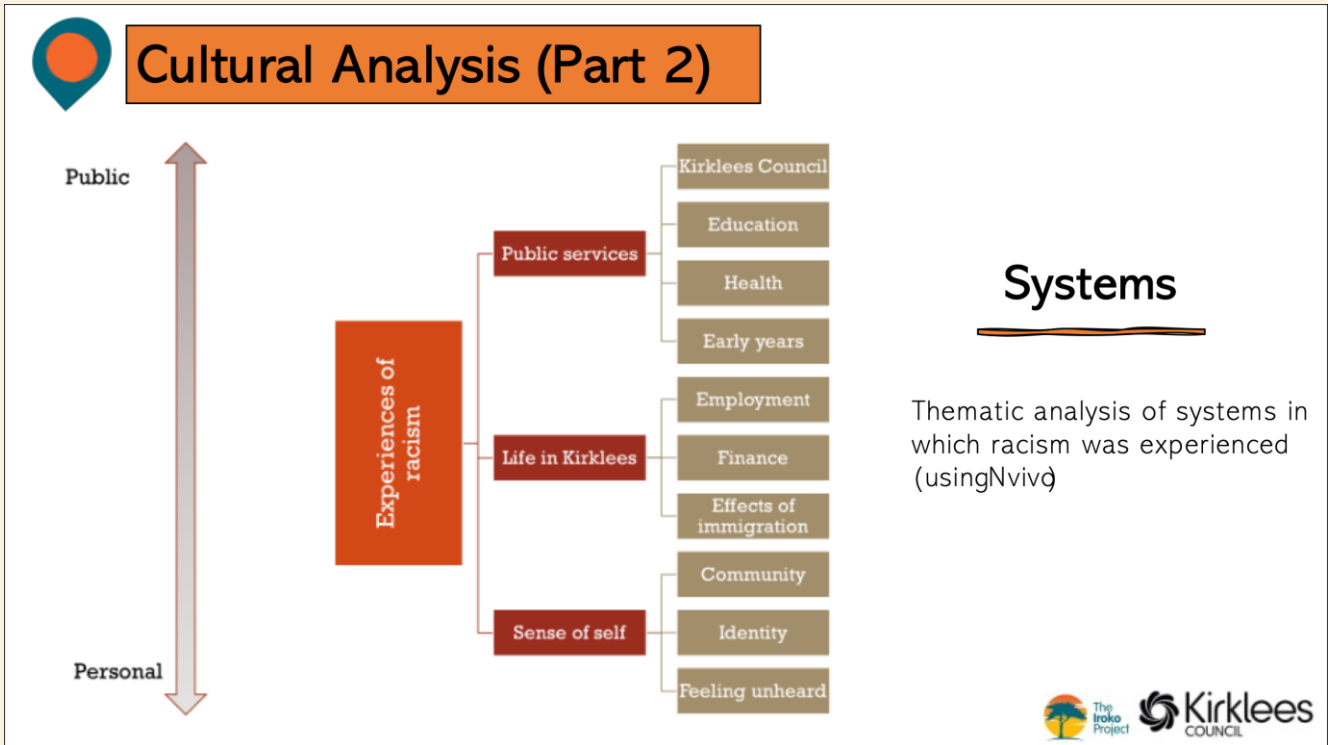 Cultural Analysis (Part 2)
Public
Personal
Experiences of
racism
Public services
Kirklees Council
Education
Health
Early years
Life in Kirklees
Employment
Finance
Effects of
immigration
Sense of self
Community
Identity
Feeling unheard
Systems
Thematic analysis of systems in
which racism was experienced
(usingNvivo)
The
Iroko
Project
Kirklees
COUNCIL